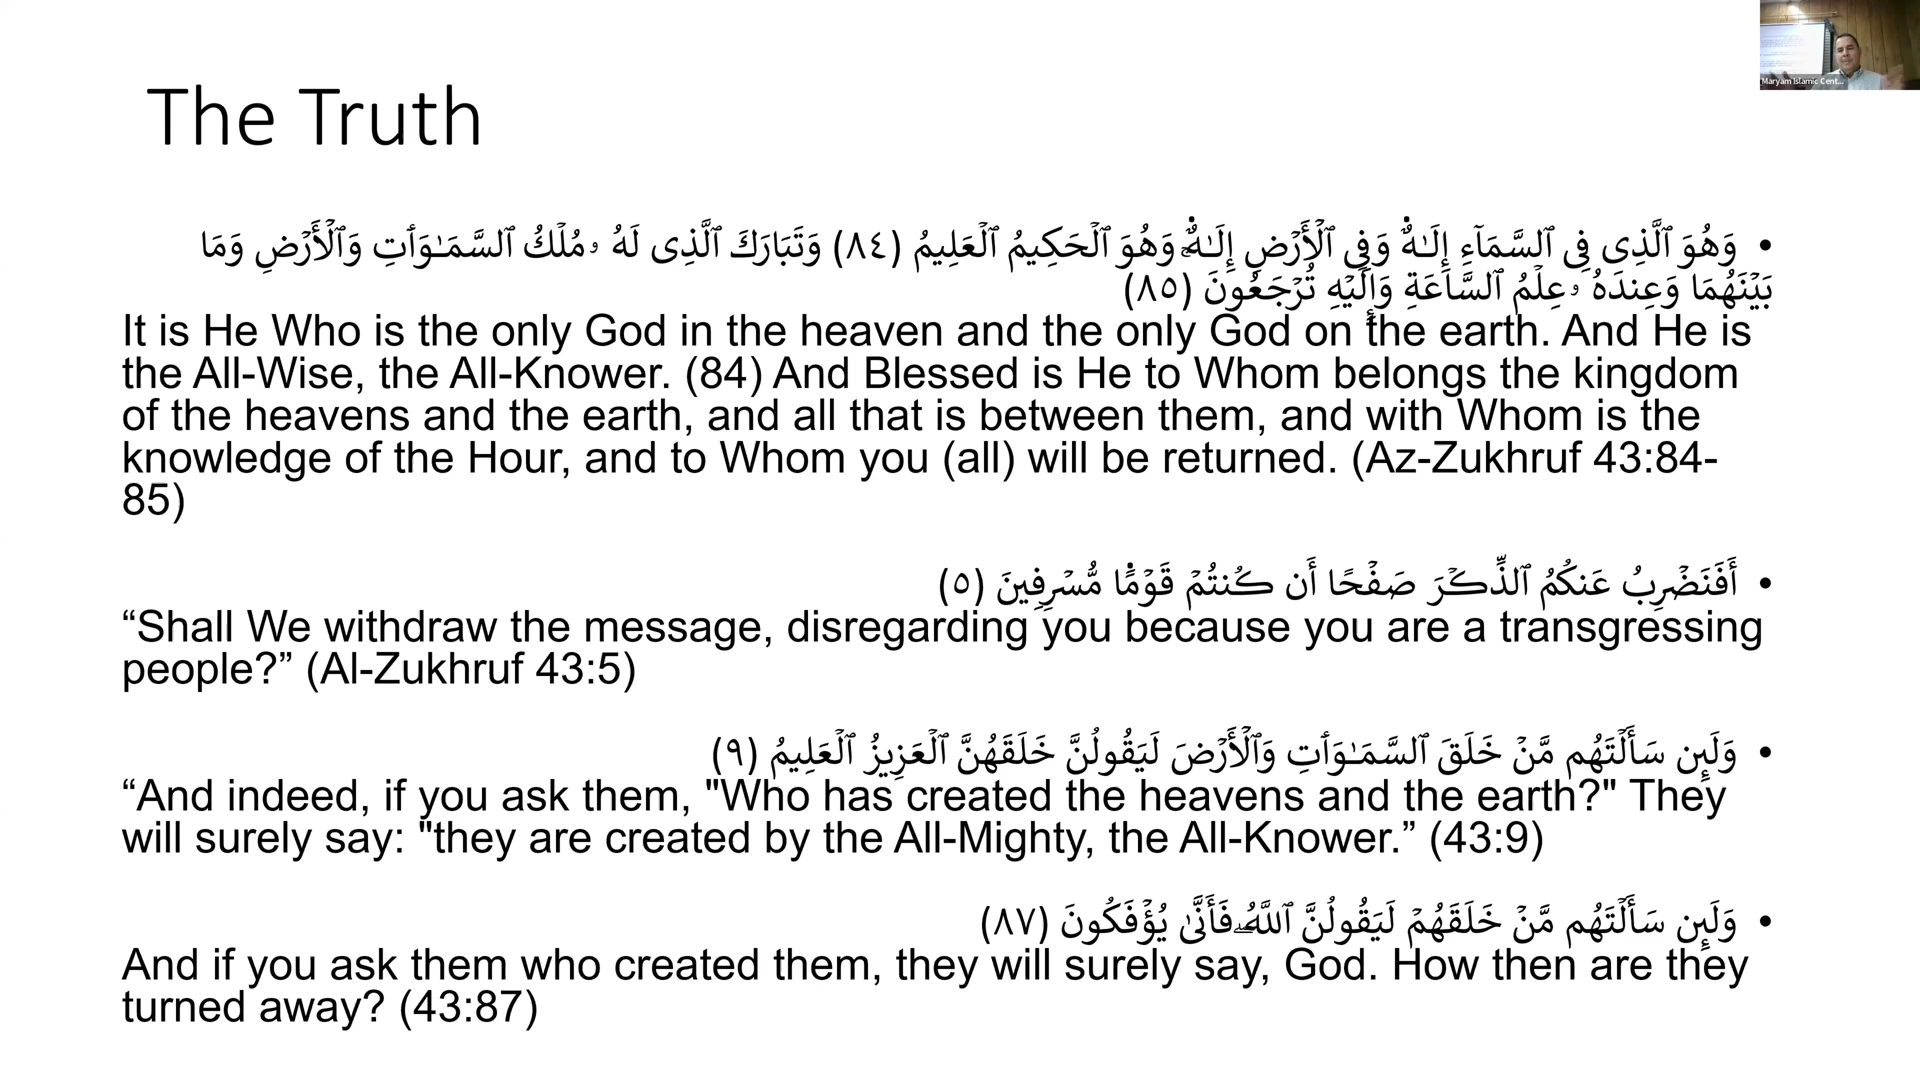 The Truth
Maryam Islamic Cent...
• وَهُوَ ٱلَّذِى فِى ٱلسَّمَآءِ إِلَـٰهٌ۬ وَفِى ٱلۡأَرۡضِ إِلَـٰهٌ۬‌ۚ وَهُوَ ٱلۡحَكِيمُ ٱلۡعَلِيمُ (٨٤) وَتَبَارَكَ ٱلَّذِى لَهُ ۥ مُلۡكُ ٱلسَّمَـٰوَٲتِ وَٱلۡأَرۡضِ وَمَا
بَيۡنَهُمَا وَعِندَهُ ۥ عِلۡمُ ٱلسَّاعَةِ وَإِلَيۡهِ تُرۡجَعُونَ (٨٥)
It is He Who is the only God in the heaven and the only God on the earth. And He is
the All-Wise, the All-Knower. (84) And Blessed is He to Whom belongs the kingdom
of the heavens and the earth, and all that is between them, and with Whom is the
knowledge of the Hour, and to Whom you (all) will be returned. (Az-Zukhruf 43:84-
85)
• أَفَنَضۡرِبُ عَنكُمُ ٱلذِّڪۡرَ صَفۡحًا أَن ڪُنتُمۡ قَوۡمً۬ا مُّسۡرِفِينَ (٥)
“Shall We withdraw the message, disregarding you because you are a transgressing
people?” (Al-Zukhruf 43:5)
• وَلَٮِٕن سَأَلۡتَهُم مَّنۡ خَلَقَ ٱلسَّمَـٰوَٲتِ وَٱلۡأَرۡضَ لَيَقُولُنَّ خَلَقَهُنَّ ٱلۡعَزِيزُ ٱلۡعَلِيمُ (٩)
“And indeed, if you ask them, "Who has created the heavens and the earth?" They
will surely say: "they are created by the All-Mighty, the All-Knower.” (43:9)
• وَلَٮِٕن سَأَلۡتَهُم مَّنۡ خَلَقَهُمۡ لَيَقُولُنَّ ٱللَّهُ‌ۖ فَأَنَّىٰ يُؤۡفَكُونَ (٨٧)
And if you ask them who created them, they will surely say, God. How then are they
turned away? (43:87)